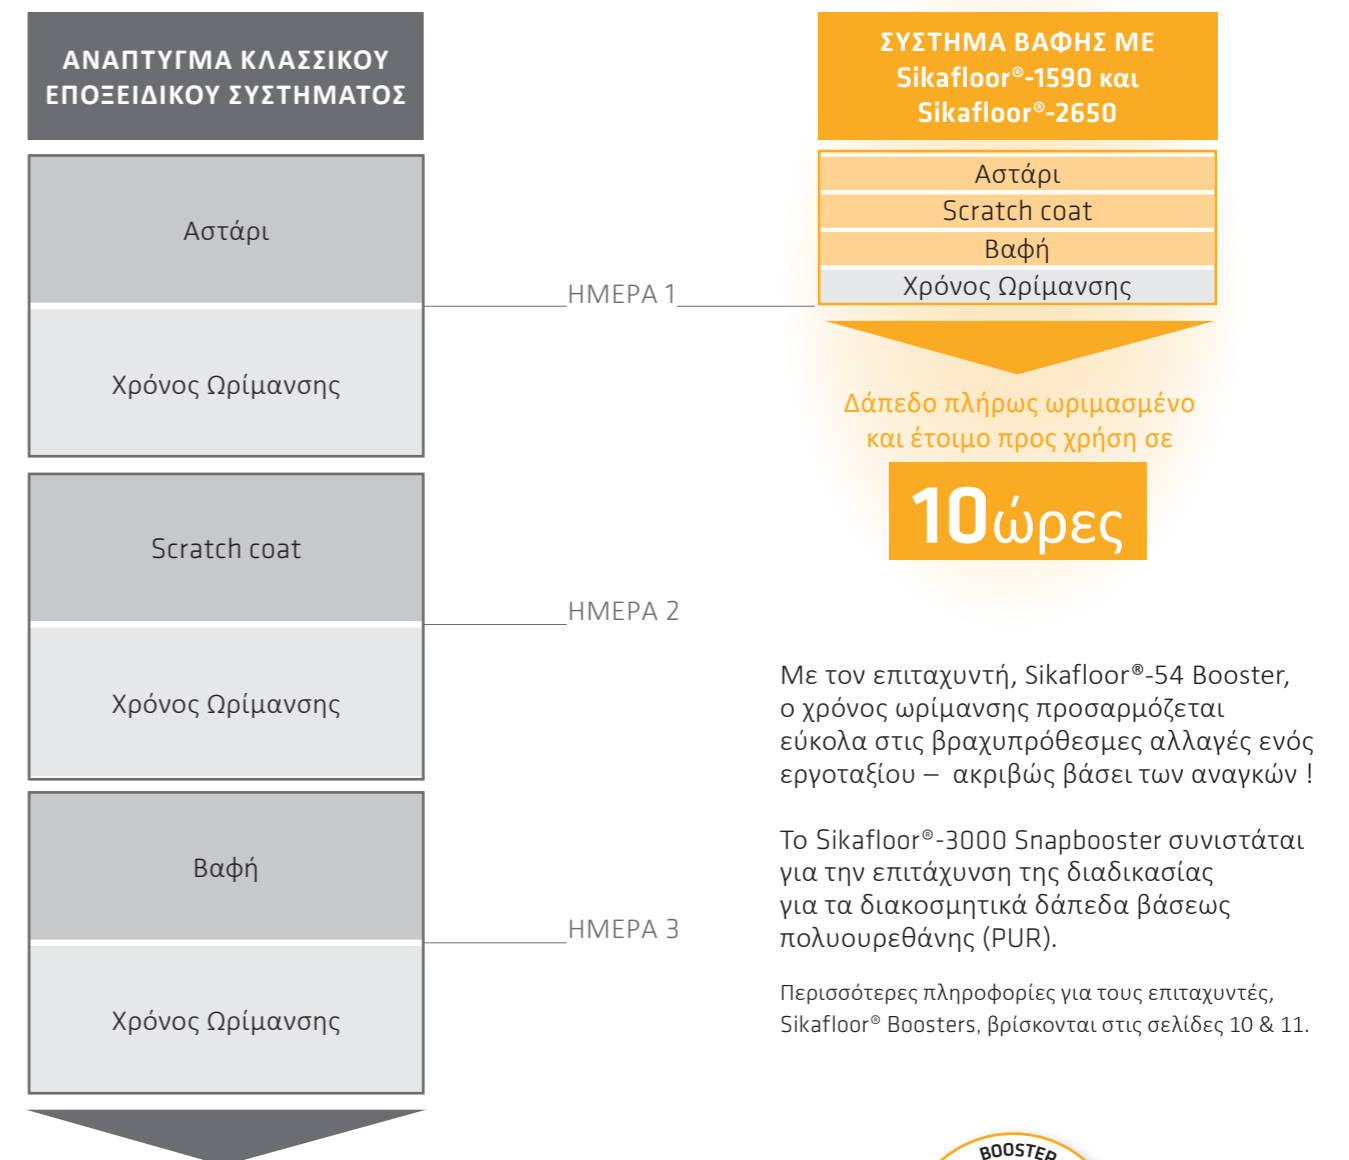 ΑΝΑΠΤΥΓΜΑ ΚΛΑΣΣΙΚΟΥ
ΕΠΟΞΕΙΔΙΚΟΥ ΣΥΣΤΗΜΑΤΟΣ
Αστάρι
Χρόνος Ωρίμανσης
Scratch coat
Χρόνος Ωρίμανσης
Βαφή
Χρόνος Ωρίμανσης
ΗΜΕΡΑ 1
ΗΜΕΡΑ 2
ΗΜΕΡΑ 3
ΣΥΣΤΗΜΑ ΒΑΦΗΣ ΜΕ
Sikafloor®-1590 και
Sikafloor®-2650
Αστάρι
Scratch coat
Βαφή
Χρόνος Ωρίμανσης
Δάπεδο πλήρως ωριμασμένο
και έτοιμο προς χρήση σε
10ώρες
Με τον επιταχυντή, Sikafloor®-54 Booster,
ο χρόνος ωρίμανσης προσαρμόζεται
εύκολα στις βραχυπρόθεσμες αλλαγές ενός
εργοταξίου – ακριβώς βάσει των αναγκών !
Το Sikafloor®-3000 Snapbooster συνιστάται
για την επιτάχυνση της διαδικασίας
για τα διακοσμητικά δάπεδα βάσεως
πολυουρεθάνης (PUR).
Περισσότερες πληροφορίες για τους επιταχυντές,
Sikafloor® Boosters, βρίσκονται στις σελίδες 10 & 11.
BOOSTER